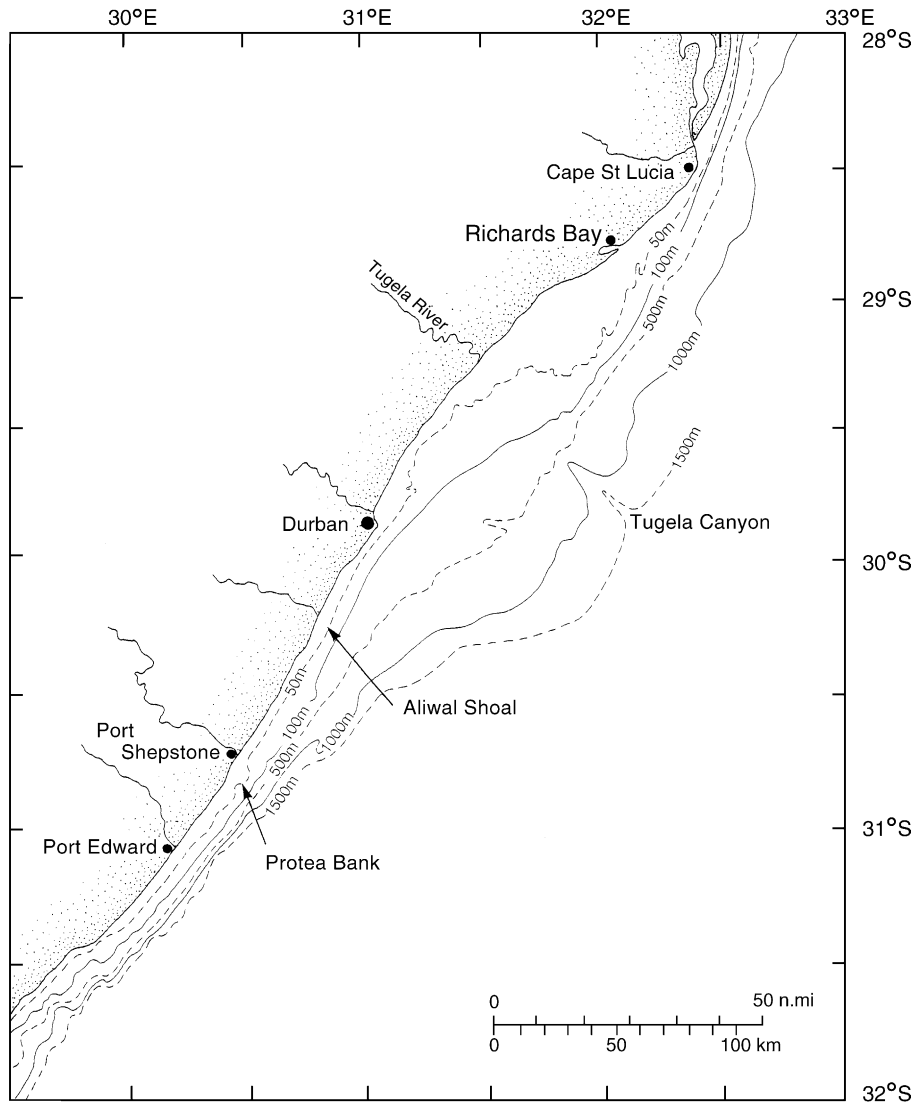 30°E 31°E 32°E 33°E
28°S
Cape St Lucia
Richards Bay
50m
100m
Tugela River
29°S
500m
1000m
1500m
Durban
Tugela Canyon
30°S
50m
Aliwal Shoal
100m
1000m
Port
Shepstone
500m
1500m
31°S
Port Edward
Protea Bank
0 50 n.mi
0 50 100 km
32°S